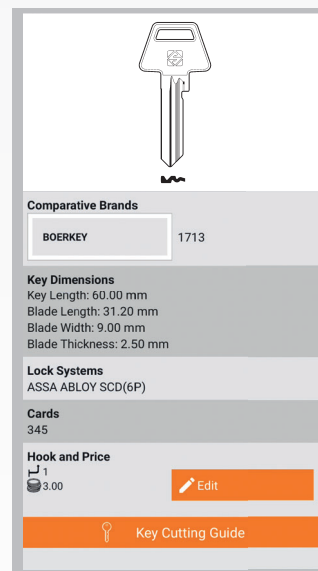 Comparative Brands
BOERKEY 1713
Key Dimensions
Key Length: 60.00 mm
Blade Length: 31.20 mm
Blade Width: 9.00 mm
Blade Thickness: 2.50 mm
Lock Systems
ASSA ABLOY SCD(6P)
Cards
345
Hook and Price
1
3.00
Edit
Key Cutting Guide